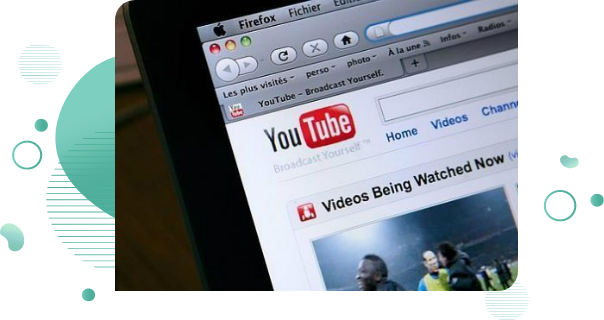 Firefox Fichier
Les plus visités perso photo À la une Infos Radios
YouTube – Broadcast Yourself.
YouTube
Broadcast Yourself ™
Home Videos
Videos Being Watched Now